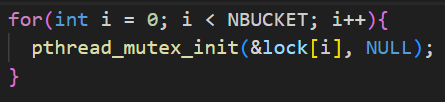 for(int i = 0; i < NBUCKET; i++){
  pthread_mutex_init(&lock[i], NULL);
}